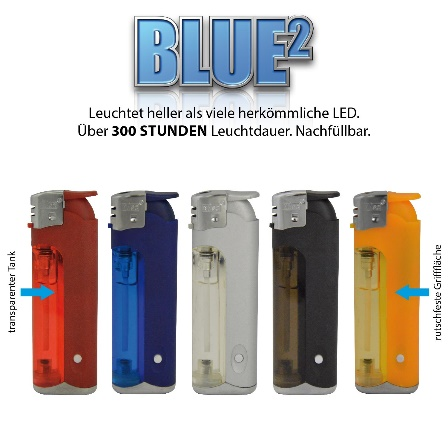 BLUE²
Leuchtet heller als viele herkömmliche LED.
Über 300 STUNDEN Leuchtdauer. Nachfüllbar.
transparenter Tank
rutschfeste Grifffläche